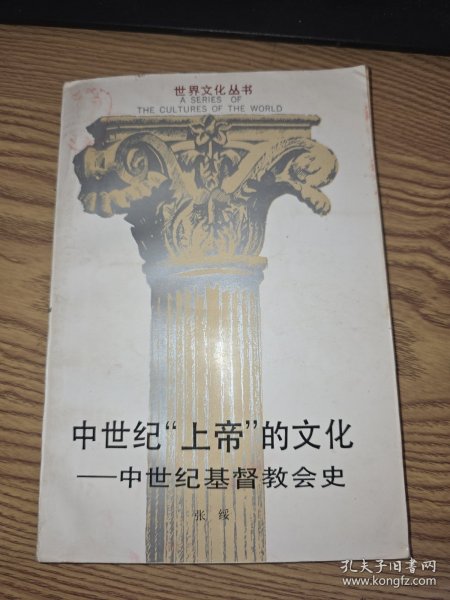 世界文化丛书
A SERIES OF
THE CULTURES OF THE WORLD
中世纪“上帝”的文化
——中世纪基督教会史
张绥
孔夫子旧书网
www.kongfz.com